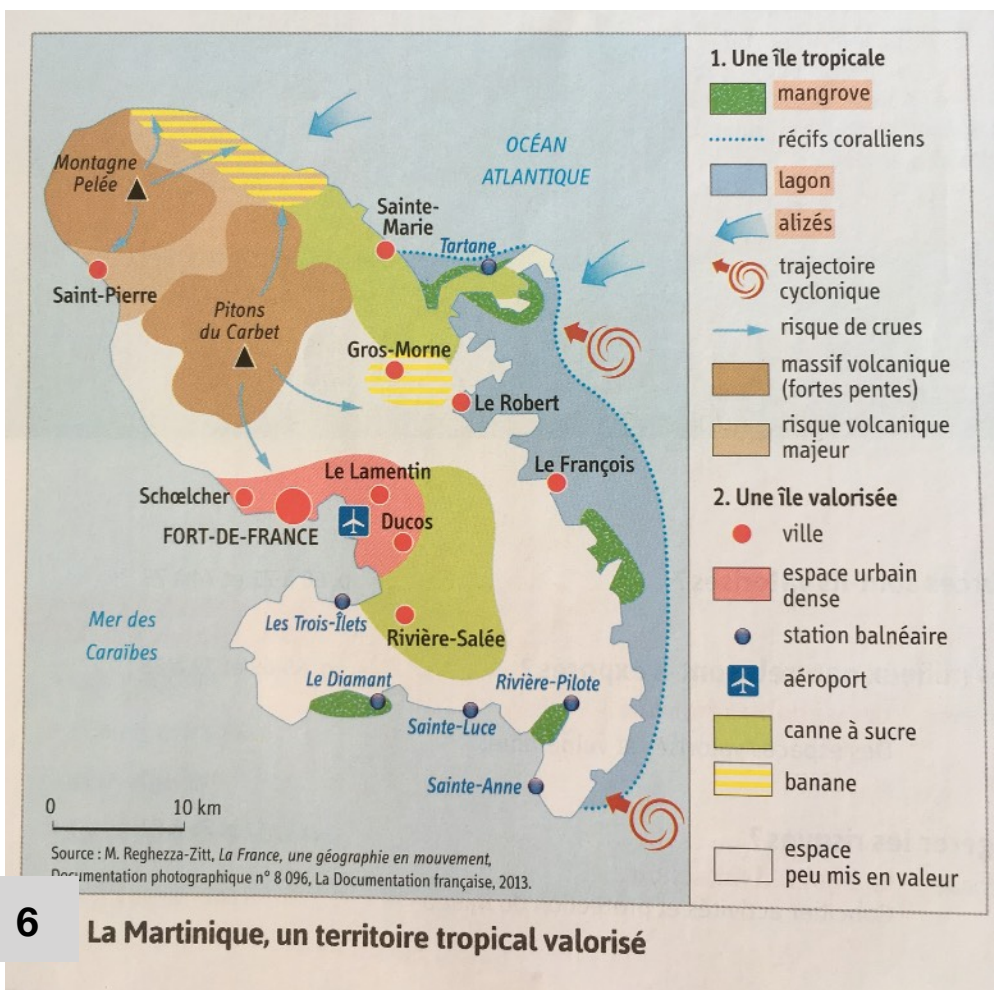 OCÉAN
ATLANTIQUE
Montagne
Pelée
Sainte-
Marie
Tartane
Saint-Pierre
Pitons
du Carbet
Gros-Morne
Le Robert
Le François
Le Lamentin
Schœlcher
FORT-DE-FRANCE
Ducos
Mer des
Caraïbes
Les Trois-Îlets
Rivière-Salée
Le Diamant
Rivière-Pilote
Sainte-Luce
Sainte-Anne
0 10 km
Source : M. Reghezza-Zitt, La France, une géographie en mouvement,
Documentation photographique n° 8 096, La Documentation française, 2013.
1. Une île tropicale
mangrove
récifs coralliens
lagon
alizés
trajectoire
cyclonique
risque de crues
massif volcanique
(fortes pentes)
risque volcanique
majeur
2. Une île valorisée
ville
espace urbain
dense
station balnéaire
aéroport
canne à sucre
banane
espace
peu mis en valeur
6
La Martinique, un territoire tropical valorisé